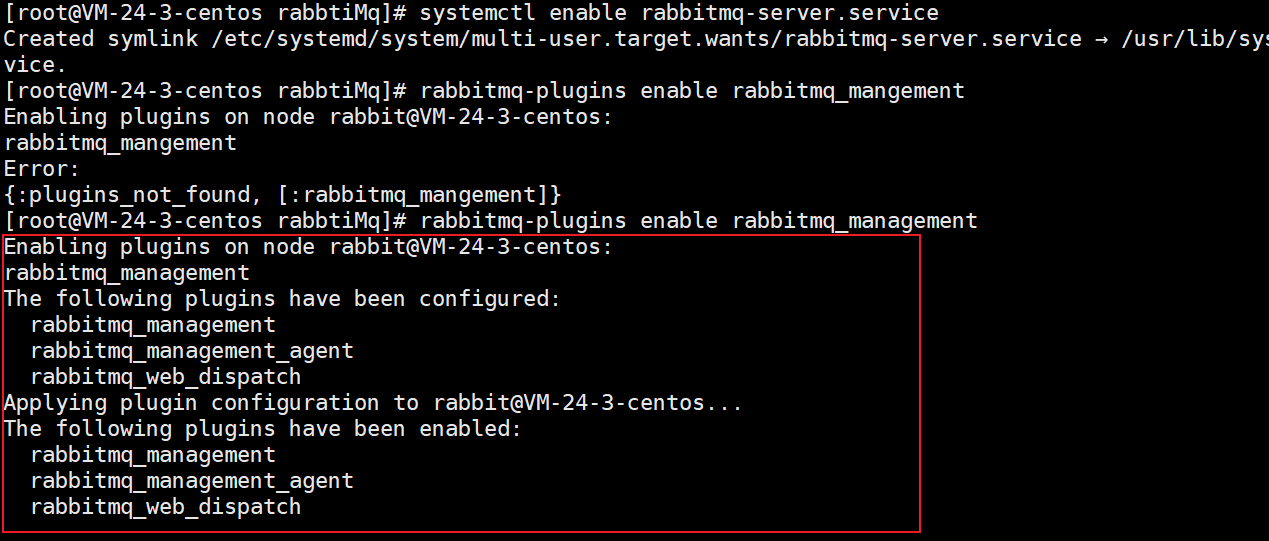 [root@VM-24-3-centos rabbtiMq]# systemctl enable rabbitmq-server.service
Created symlink /etc/systemd/system/multi-user.target.wants/rabbitmq-server.service → /usr/lib/sys
vice.
[root@VM-24-3-centos rabbtiMq]# rabbitmq-plugins enable rabbitmq_mangement
Enabling plugins on node rabbit@VM-24-3-centos:
rabbitmq_mangement
Error:
{:plugins_not_found, [:rabbitmq_mangement]}
[root@VM-24-3-centos rabbtiMq]# rabbitmq-plugins enable rabbitmq_management
Enabling plugins on node rabbit@VM-24-3-centos:
rabbitmq_management
The following plugins have been configured:
  rabbitmq_management
  rabbitmq_management_agent
  rabbitmq_web_dispatch
Applying plugin configuration to rabbit@VM-24-3-centos...
The following plugins have been enabled:
  rabbitmq_management
  rabbitmq_management_agent
  rabbitmq_web_dispatch